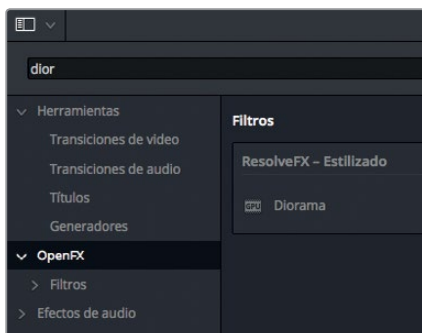 dior
Herramientas
Transiciones de video
Transiciones de audio
Títulos
Generadores
OpenFX
Filtros
Efectos de audio
Filtros
ResolveFX – Estilizado
GPU Diorama